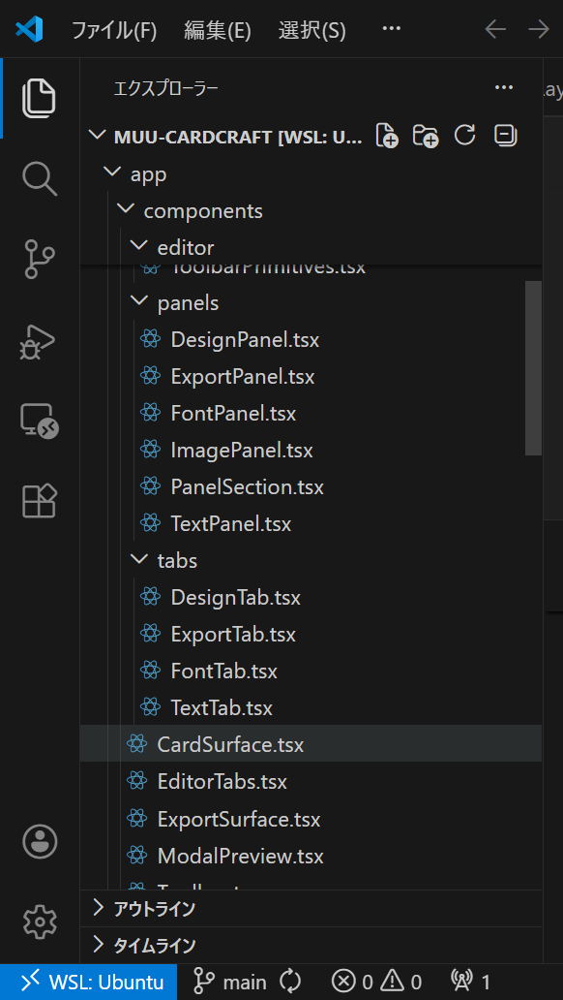 ファイル(F) 編集(E) 選択(S) ···
エクスプローラー ···
MUU-CARDCRAFT [WSL: U...
app
components
editor
ToolbarPrimitives.tsx
panels
DesignPanel.tsx
ExportPanel.tsx
FontPanel.tsx
ImagePanel.tsx
PanelSection.tsx
TextPanel.tsx
tabs
DesignTab.tsx
ExportTab.tsx
FontTab.tsx
TextTab.tsx
CardSurface.tsx
EditorTabs.tsx
ExportSurface.tsx
ModalPreview.tsx
アウトライン
タイムライン
WSL: Ubuntu main 0 0 1